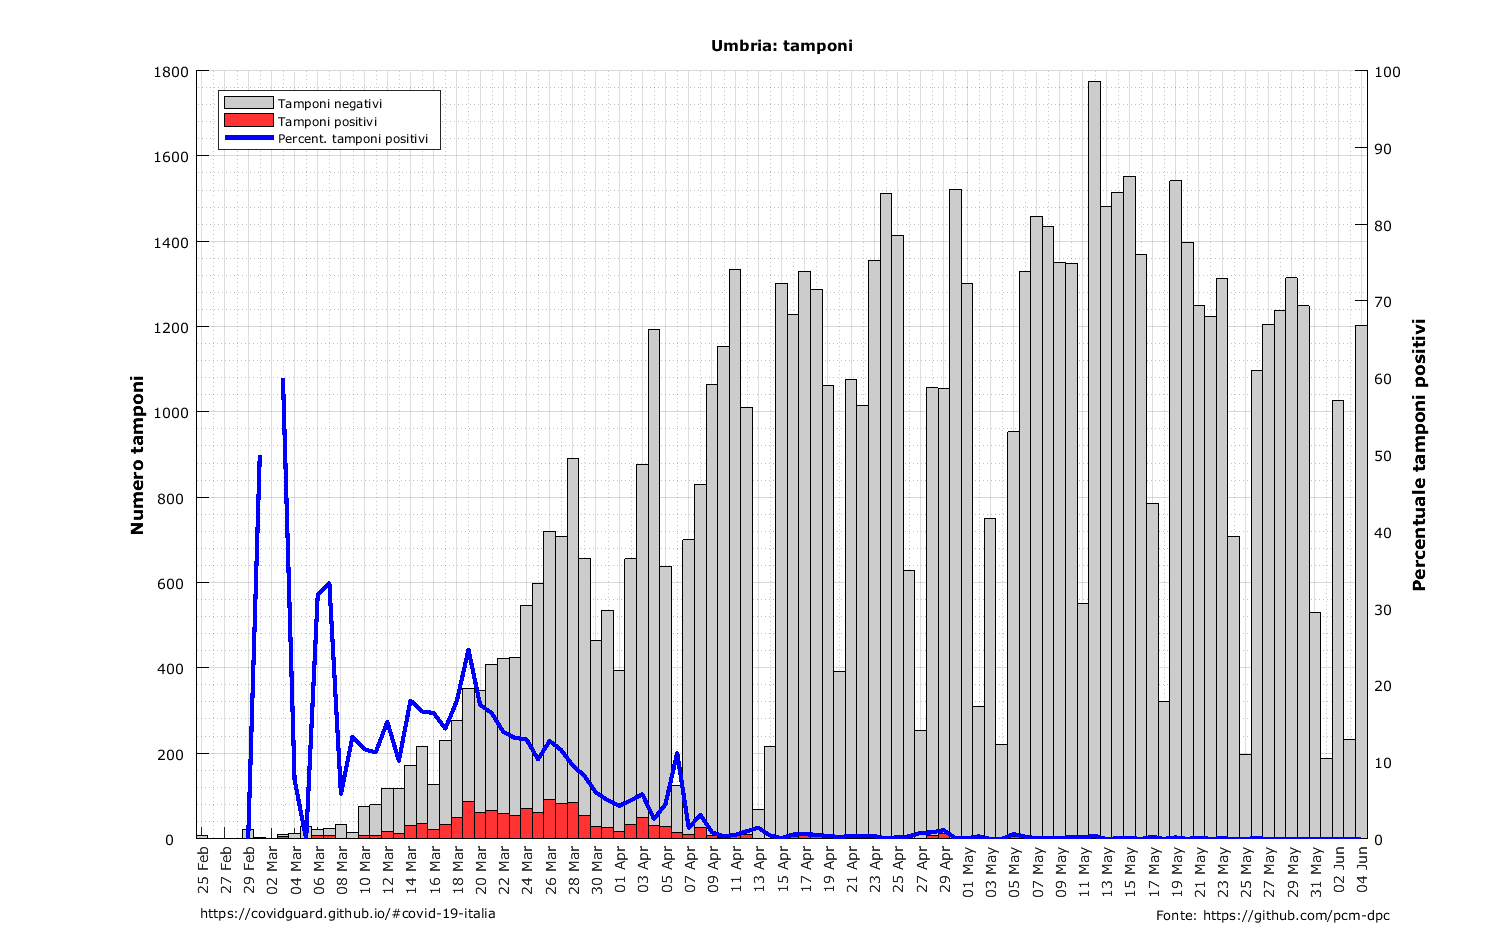 Umbria: tamponi
Tamponi negativi
Tamponi positivi
Percent. tamponi positivi
Numero tamponi
1800
1600
1400
1200
1000
800
600
400
200
0
Percentuale tamponi positivi
100
90
80
70
60
50
40
30
20
10
0
25 Feb
27 Feb
29 Feb
02 Mar
04 Mar
06 Mar
08 Mar
10 Mar
12 Mar
14 Mar
16 Mar
18 Mar
20 Mar
22 Mar
24 Mar
26 Mar
28 Mar
30 Mar
01 Apr
03 Apr
05 Apr
07 Apr
09 Apr
11 Apr
13 Apr
15 Apr
17 Apr
19 Apr
21 Apr
23 Apr
25 Apr
27 Apr
29 Apr
01 May
03 May
05 May
07 May
09 May
11 May
13 May
15 May
17 May
19 May
21 May
23 May
25 May
27 May
29 May
31 May
02 Jun
04 Jun
https://covidguard.github.io/#covid-19-italia
Fonte: https://github.com/pcm-dpc